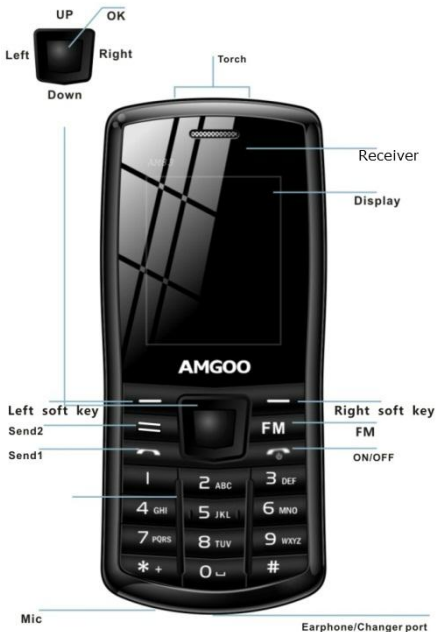 UP
OK
Left
Right
Down
Torch
Receiver
Display
AMGOO
Left soft key
Right soft key
Send2
FM
FM
Send1
ON/OFF
1
2 ABC
3 DEF
4 GHI
5 JKL
6 MNO
7 PQRS
8 TUV
9 WXYZ
* +
0
#
Mic
Earphone/Changer port